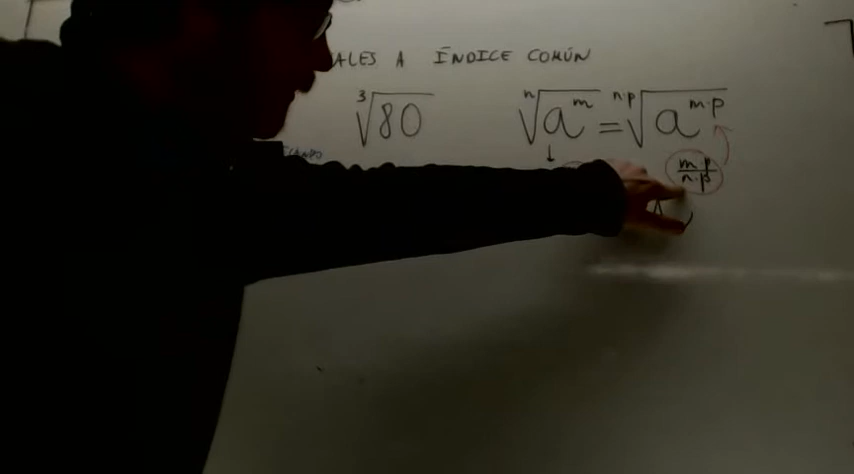 ALES A ÍNDICE COMÚN
∛80 ⁿ√aᵐ = ⁿ·ᵖ√aᵐ·ᵖ
m·p/n·p